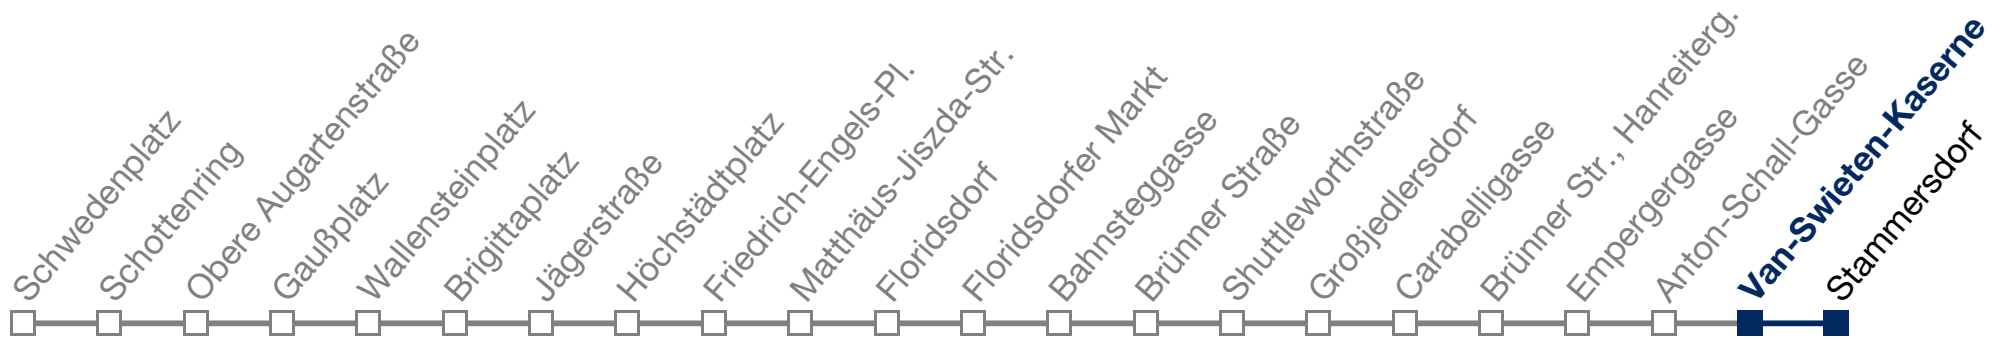 Schwedenplatz
Schottenring
Obere Augartenstraße
Gaußplatz
Wallensteinplatz
Brigittaplatz
Jägerstraße
Höchstädtplatz
Friedrich-Engels-Pl.
Matthäus-Jiszda-Str.
Floridsdorf
Floridsdorfer Markt
Bahnsteggasse
Brünner Straße
Shuttleworthstraße
Großjedlersdorf
Carabelligasse
Brünner Str., Hanreiterg.
Empergergasse
Anton-Schall-Gasse
Van-Swieten-Kaserne
Stammersdorf